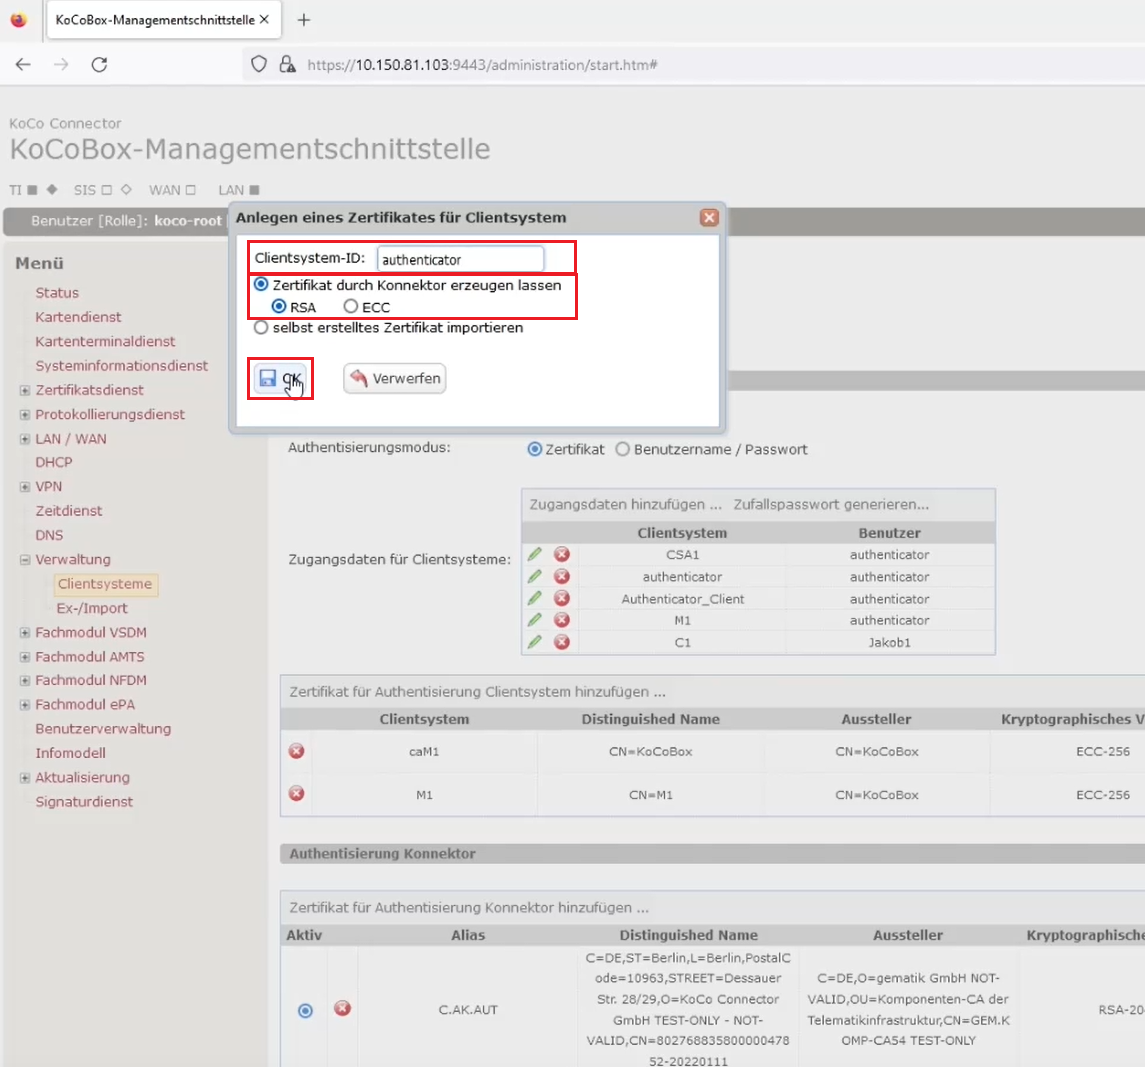 KoCoBox-Managementschnittstelle
https://10.150.81.103:9443/administration/start.htm#
KoCo Connector
KoCoBox-Managementschnittstelle
TI SIS WAN LAN
Benutzer [Rolle]: koco-root
Anlegen eines Zertifikates für Clientsystem
Clientsystem-ID: authenticator
Zertifikat durch Konnektor erzeugen lassen
RSA ECC
selbst erstelltes Zertifikat importieren
OK Verwerfen
Menü
Status
Kartendienst
Kartenterminaldienst
Systeminformationsdienst
Zertifikatsdienst
Protokollierungsdienst
LAN / WAN
DHCP
VPN
Zeitdienst
DNS
Verwaltung
Clientsysteme
Ex-/Import
Fachmodul VSDM
Fachmodul AMTS
Fachmodul NFDM
Fachmodul ePA
Benutzerverwaltung
Infomodell
Aktualisierung
Signaturdienst
Authentisierungsmodus: Zertifikat Benutzername / Passwort
Zugangsdaten hinzufügen ... Zufallspasswort generieren...
Clientsystem Benutzer
Zugangsdaten für Clientsysteme:
CSA1 authenticator
authenticator authenticator
Authenticator_Client authenticator
M1 authenticator
C1 Jakob1
Zertifikat für Authentisierung Clientsystem hinzufügen ...
Clientsystem Distinguished Name Aussteller Kryptographisches V
caM1 CN=KoCoBox CN=KoCoBox ECC-256
M1 CN=M1 CN=KoCoBox ECC-256
Authentisierung Konnektor
Zertifikat für Authentisierung Konnektor hinzufügen ...
Aktiv Alias Distinguished Name Aussteller Kryptographische
C.AK.AUT
C=DE,ST=Berlin,L=Berlin,PostalC
ode=10963,STREET=Dessauer
Str. 28/29,O=KoCo Connector
GmbH TEST-ONLY - NOT-
VALID,CN=802768835800000478
52-20220111
C=DE,O=gematik GmbH NOT-
VALID,OU=Komponenten-CA der
Telematikinfrastruktur,CN=GEM.K
OMP-CA54 TEST-ONLY
RSA-20